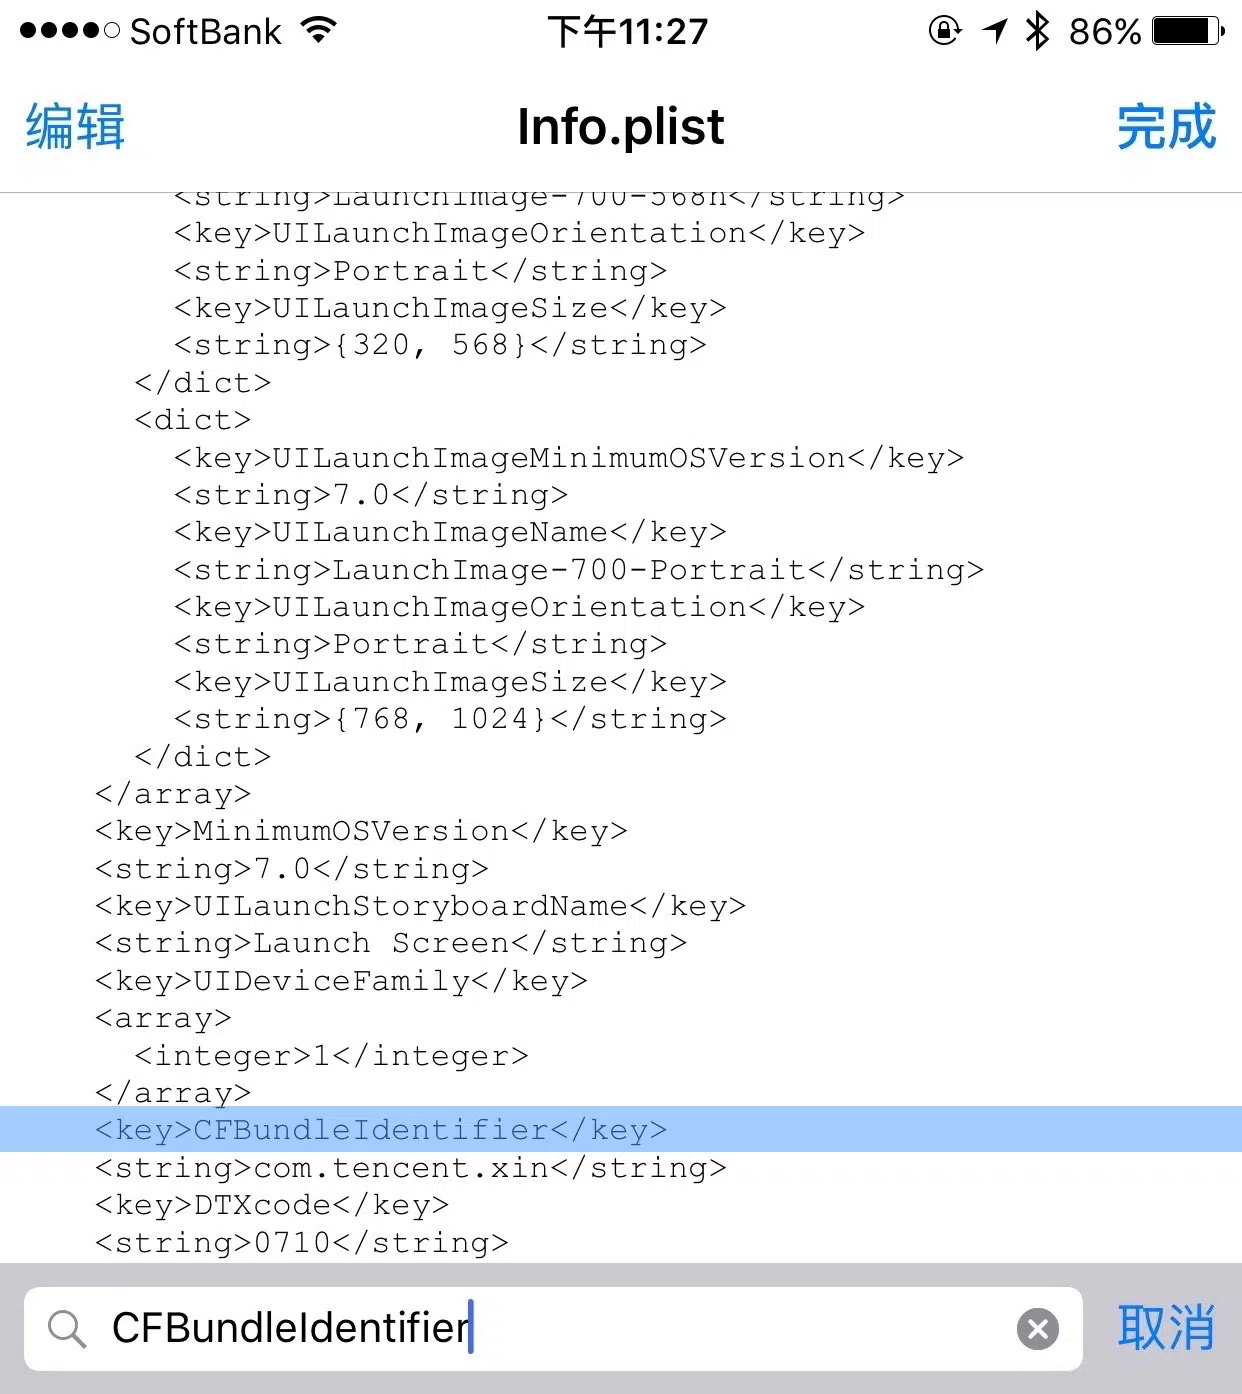 SoftBank 下午11:27 86%
编辑 Info.plist 完成
<string>LaunchImage-700-568h</string>
<key>UILaunchImageOrientation</key>
<string>Portrait</string>
<key>UILaunchImageSize</key>
<string>{320, 568}</string>
</dict>
<dict>
<key>UILaunchImageMinimumOSVersion</key>
<string>7.0</string>
<key>UILaunchImageName</key>
<string>LaunchImage-700-Portrait</string>
<key>UILaunchImageOrientation</key>
<string>Portrait</string>
<key>UILaunchImageSize</key>
<string>{768, 1024}</string>
</dict>
</array>
<key>MinimumOSVersion</key>
<string>7.0</string>
<key>UILaunchStoryboardName</key>
<string>Launch Screen</string>
<key>UIDeviceFamily</key>
<array>
<integer>1</integer>
</array>
<key>CFBundleIdentifier</key>
<string>com.tencent.xin</string>
<key>DTXcode</key>
<string>0710</string>
CFBundleIdentifier 取消